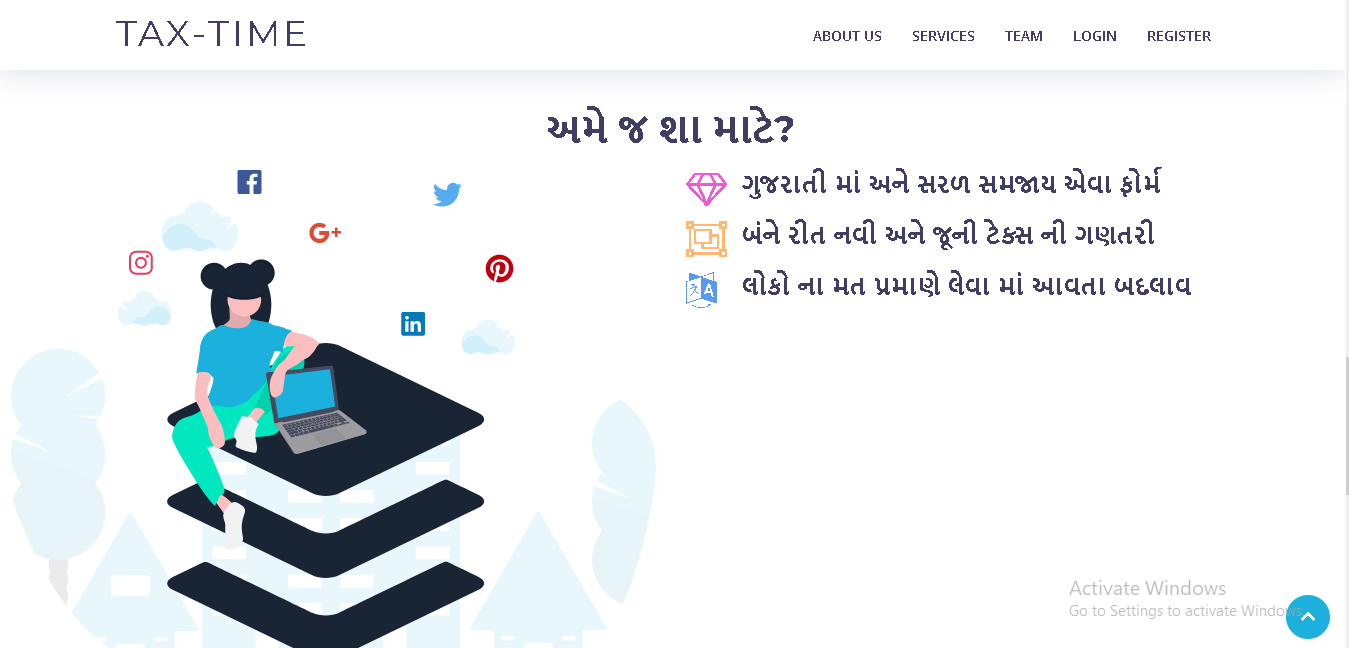 TAX-TIME
ABOUT US SERVICES TEAM LOGIN REGISTER
અમે જ શા માટે?
ગુજરાતી માં અને સરળ સમજાય એવા ફોર્મ
બંને રીત નવી અને જૂની ટેક્સ ની ગણતરી
લોકો ના મત પ્રમાણે લેવા માં આવતા બદલાવ
Activate Windows
Go to Settings to activate Windows.